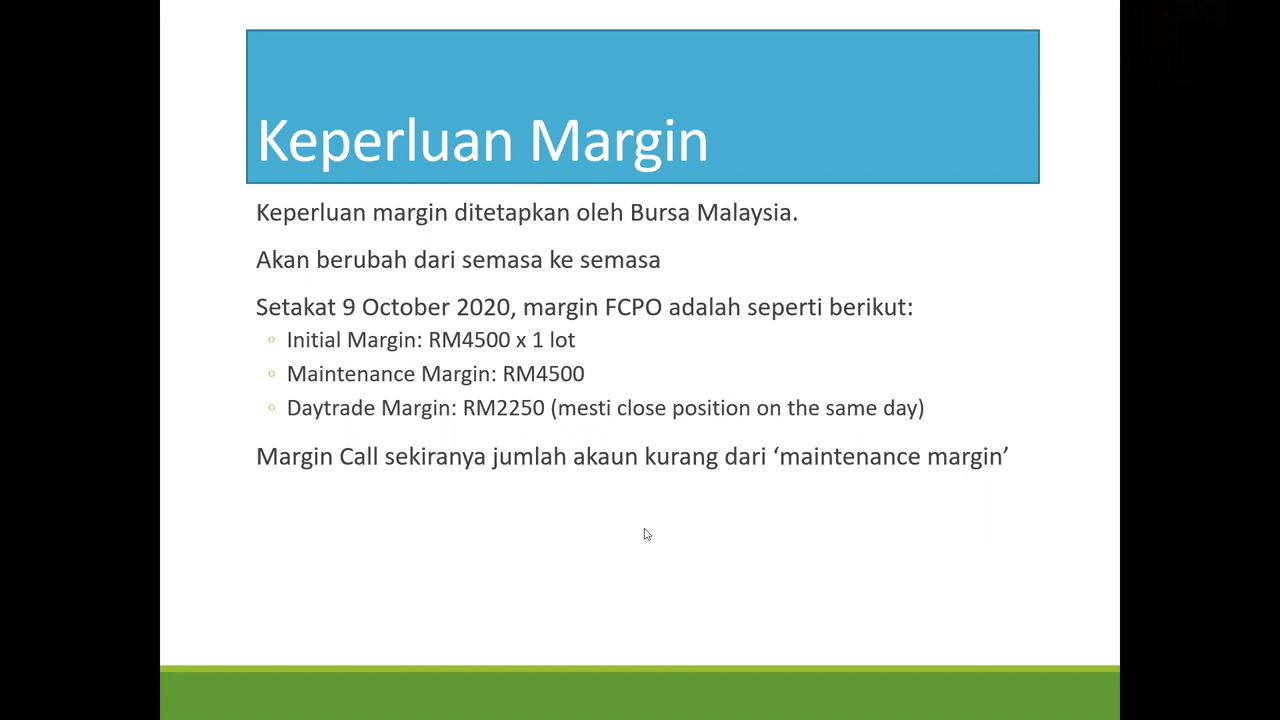 Keperluan Margin
Keperluan margin ditetapkan oleh Bursa Malaysia.
Akan berubah dari semasa ke semasa
Setakat 9 October 2020, margin FCPO adalah seperti berikut:
Initial Margin: RM4500 x 1 lot
Maintenance Margin: RM4500
Daytrade Margin: RM2250 (mesti close position on the same day)
Margin Call sekiranya jumlah akaun kurang dari ‘maintenance margin’